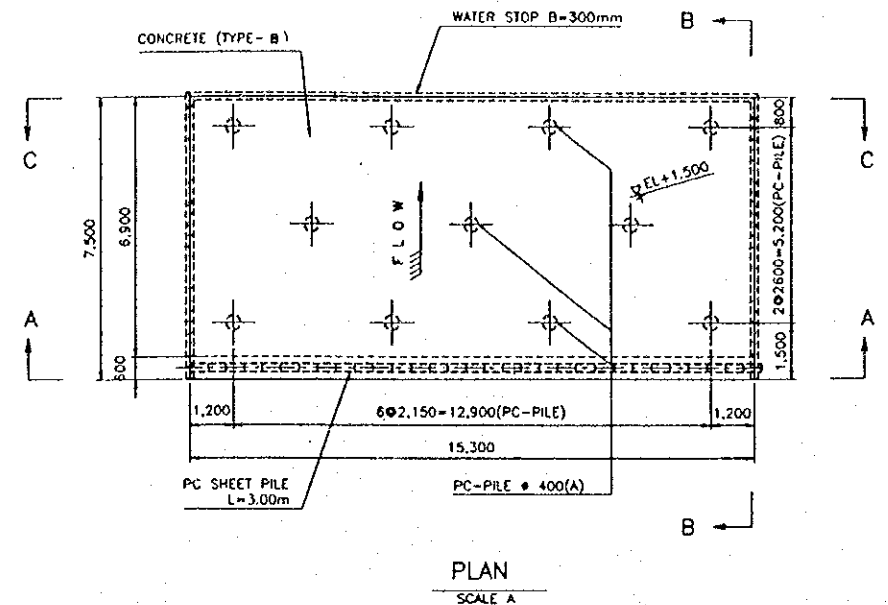 WATER STOP B=300mm
B
CONCRETE (TYPE-B)
C
C
800
7,500
6,900
FLOW
EL+1.500
2@2600=5,200(PC-PILE)
A
A
600
1,500
1,200
6@2,150=12,900(PC-PILE)
1,200
15,300
PC SHEET PILE
L=3.00m
PC-PILE φ 400(A)
B
PLAN
SCALE A